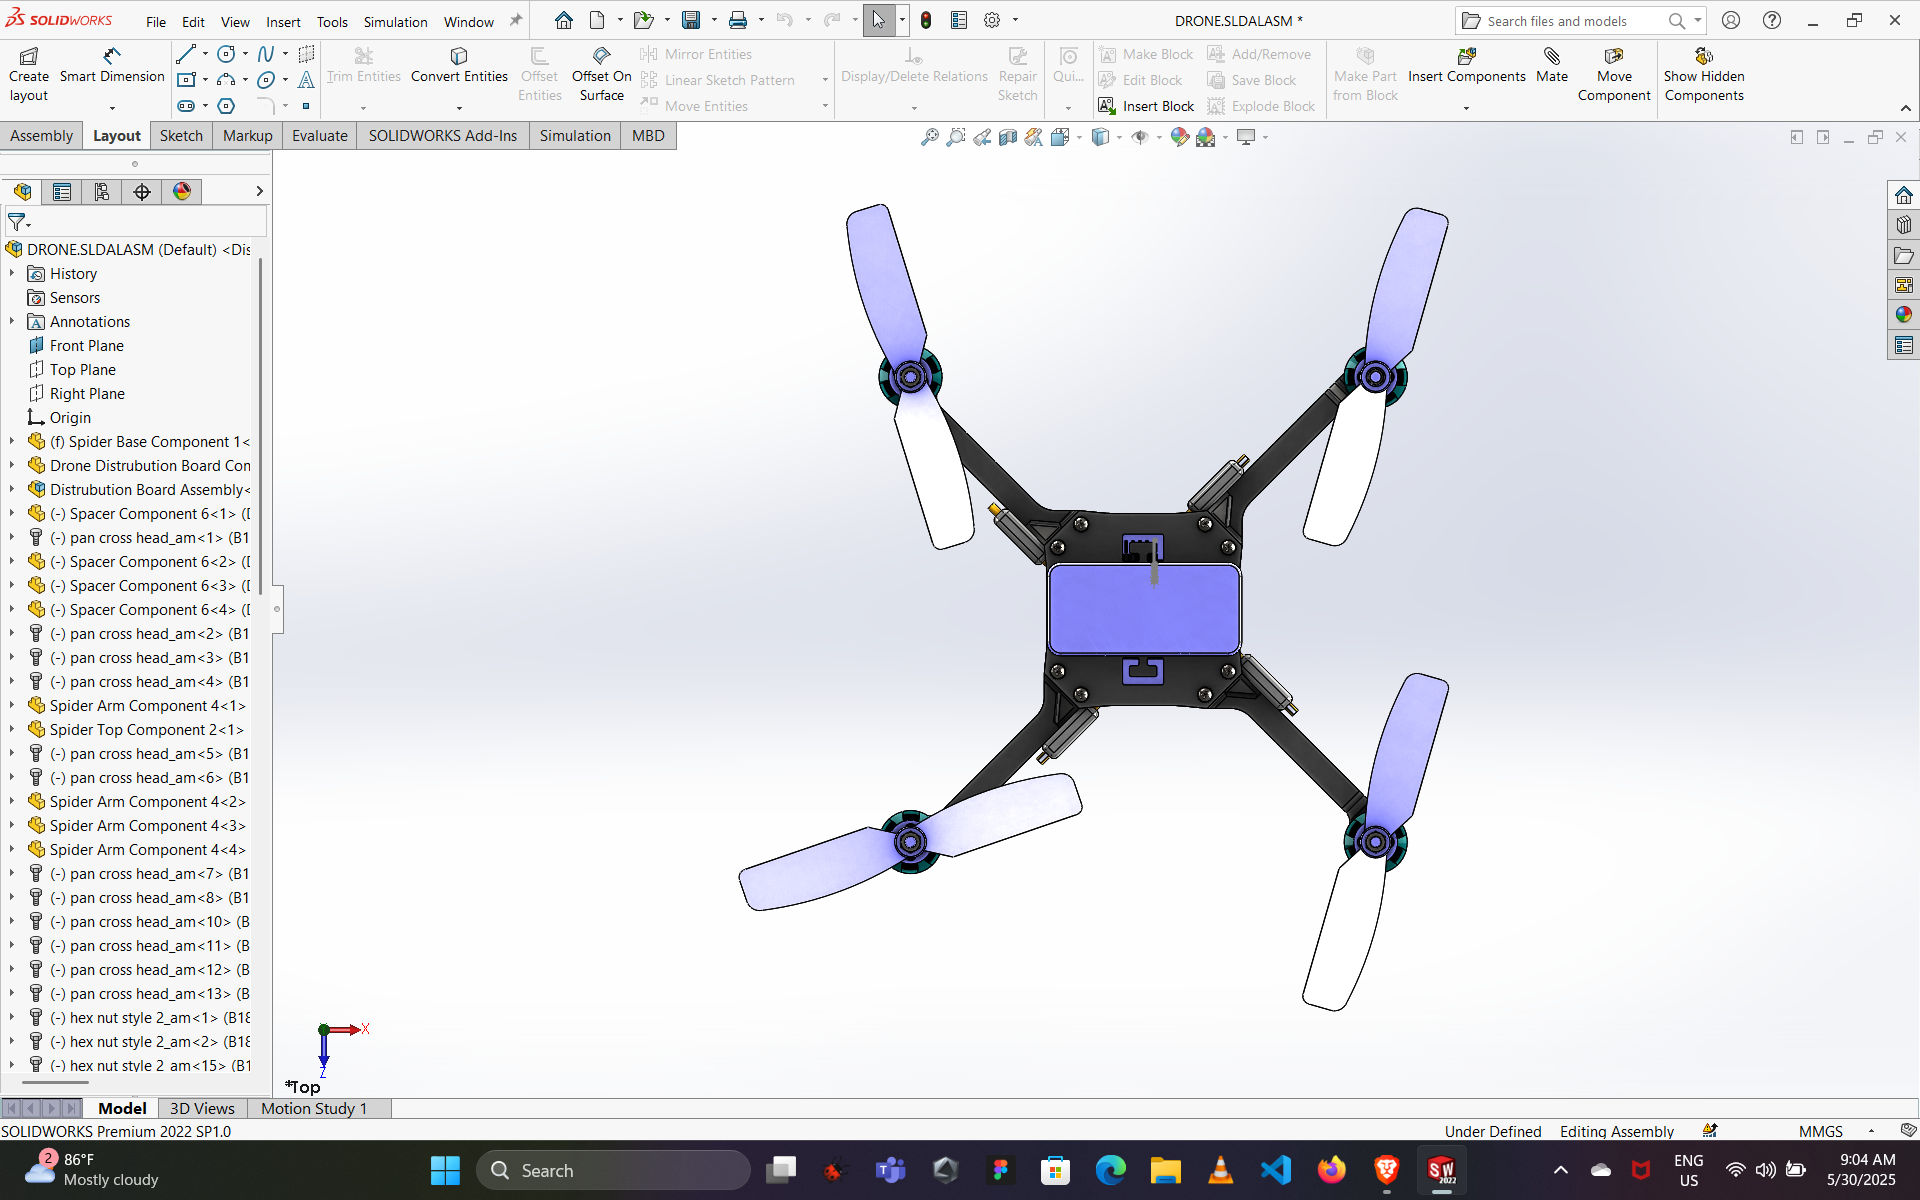 SOLIDWORKS File Edit View Insert Tools Simulation Window DRONE.SLDALASM * Search files and models
Create layout Smart Dimension Trim Entities Convert Entities Offset Entities Offset On Surface Mirror Entities Linear Sketch Pattern Move Entities Display/Delete Relations Repair Sketch Qui... Make Block Edit Block Insert Block Add/Remove Save Block Explode Block Make Part from Block Insert Components Mate Move Component Show Hidden Components
Assembly Layout Sketch Markup Evaluate SOLIDWORKS Add-Ins Simulation MBD
DRONE.SLDALASM (Default) <Dis
History
Sensors
Annotations
Front Plane
Top Plane
Right Plane
Origin
(f) Spider Base Component 1<
Drone Distrubution Board Con
Distrubution Board Assembly<
(-) Spacer Component 6<1> (D
(-) pan cross head_am<1> (B1
(-) Spacer Component 6<2> (D
(-) Spacer Component 6<3> (D
(-) Spacer Component 6<4> (D
(-) pan cross head_am<2> (B1
(-) pan cross head_am<3> (B1
(-) pan cross head_am<4> (B1
Spider Arm Component 4<1>
Spider Top Component 2<1>
(-) pan cross head_am<5> (B1
(-) pan cross head_am<6> (B1
Spider Arm Component 4<2>
Spider Arm Component 4<3>
Spider Arm Component 4<4>
(-) pan cross head_am<7> (B1
(-) pan cross head_am<8> (B1
(-) pan cross head_am<10> (B
(-) pan cross head_am<11> (B
(-) pan cross head_am<12> (B
(-) pan cross head_am<13> (B
(-) hex nut style 2_am<1> (B18
(-) hex nut style 2_am<2> (B18
(-) hex nut style 2_am<15> (B1
X
Z
*Top
Model 3D Views Motion Study 1
SOLIDWORKS Premium 2022 SP1.0 Under Defined Editing Assembly MMGS
2 86°F Mostly cloudy Search SW 2022 ENG US 9:04 AM 5/30/2025